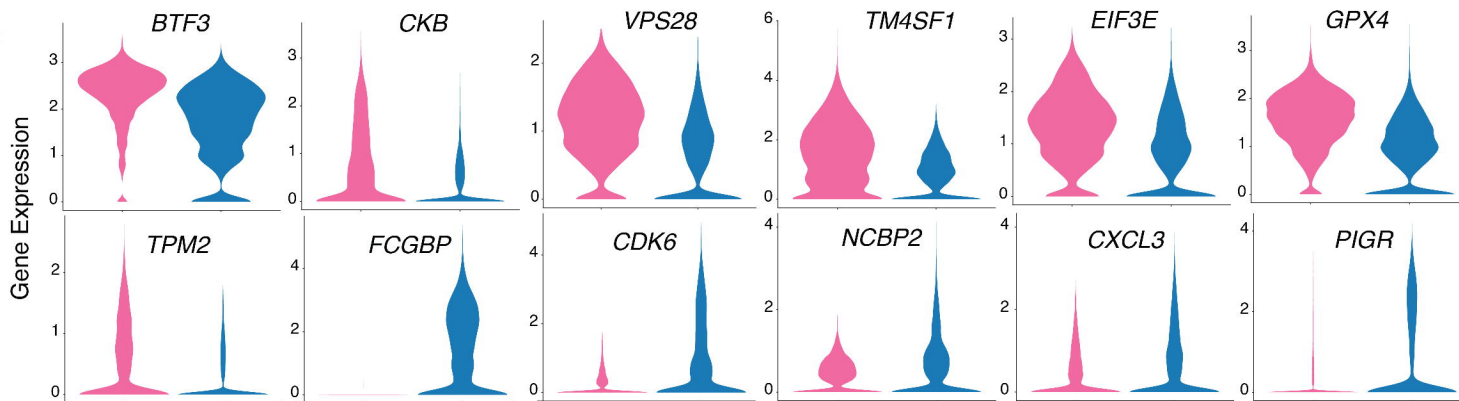 BTF3 CKB VPS28 TM4SF1 EIF3E GPX4
3 2 1 0
3 2 1 0
2 1 0
6 4 2 0
3 2 1 0
3 2 1 0
Gene Expression
TPM2 FCGBP CDK6 NCBP2 CXCL3 PIGR
2 1 0
4 2 0
4 2 0
4 2 0
4 2 0
4 2 0